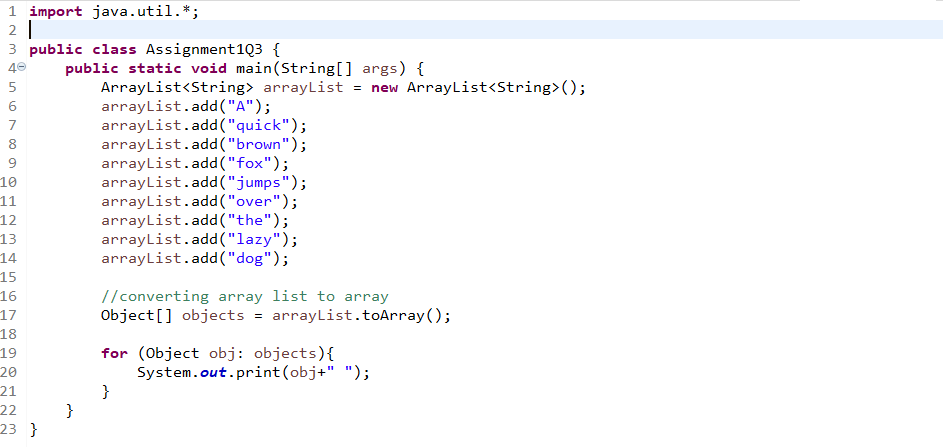 1 import java.util.*;
2
3 public class Assignment1Q3 {
4     public static void main(String[] args) {
5         ArrayList<String> arrayList = new ArrayList<String>();
6         arrayList.add("A");
7         arrayList.add("quick");
8         arrayList.add("brown");
9         arrayList.add("fox");
10         arrayList.add("jumps");
11         arrayList.add("over");
12         arrayList.add("the");
13         arrayList.add("lazy");
14         arrayList.add("dog");
15
16         //converting array list to array
17         Object[] objects = arrayList.toArray();
18
19         for (Object obj: objects){
20             System.out.print(obj+" ");
21         }
22     }
23 }